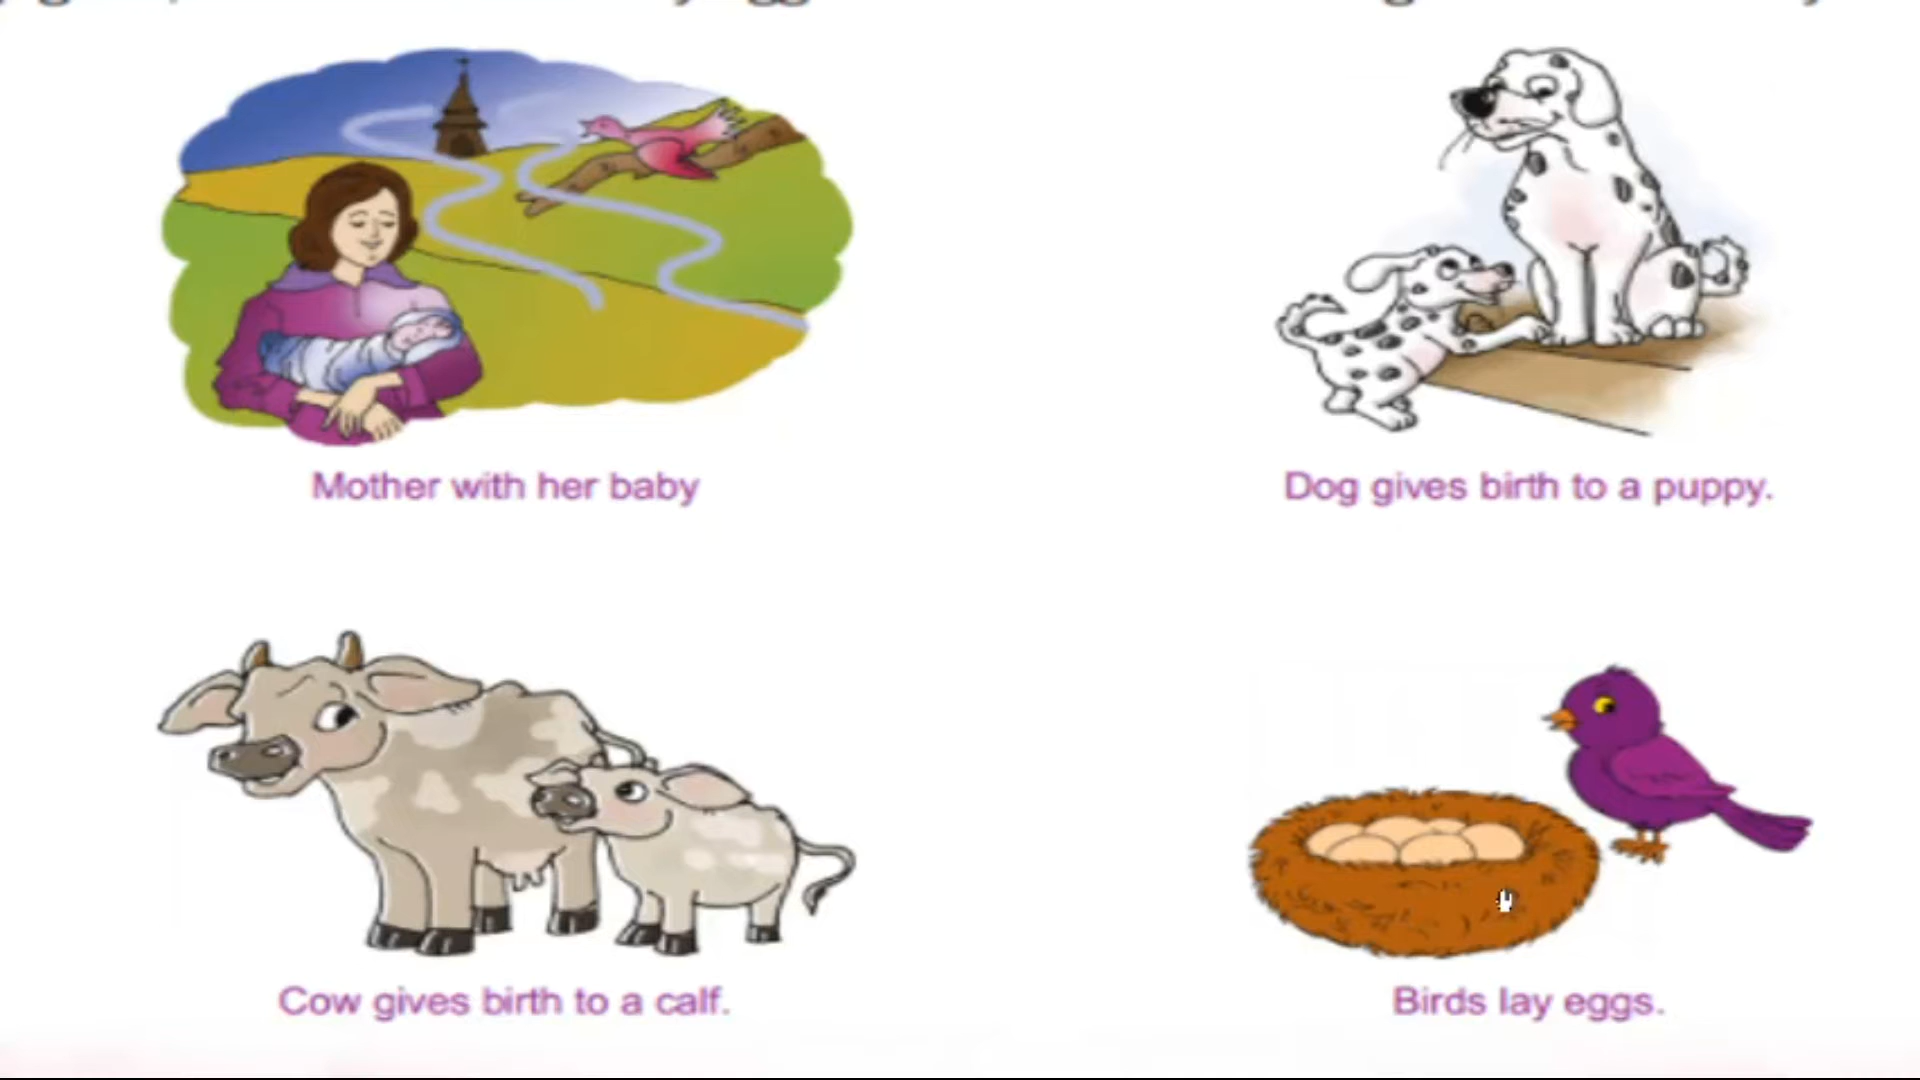 Mother with her baby
Dog gives birth to a puppy.
Cow gives birth to a calf.
Birds lay eggs.